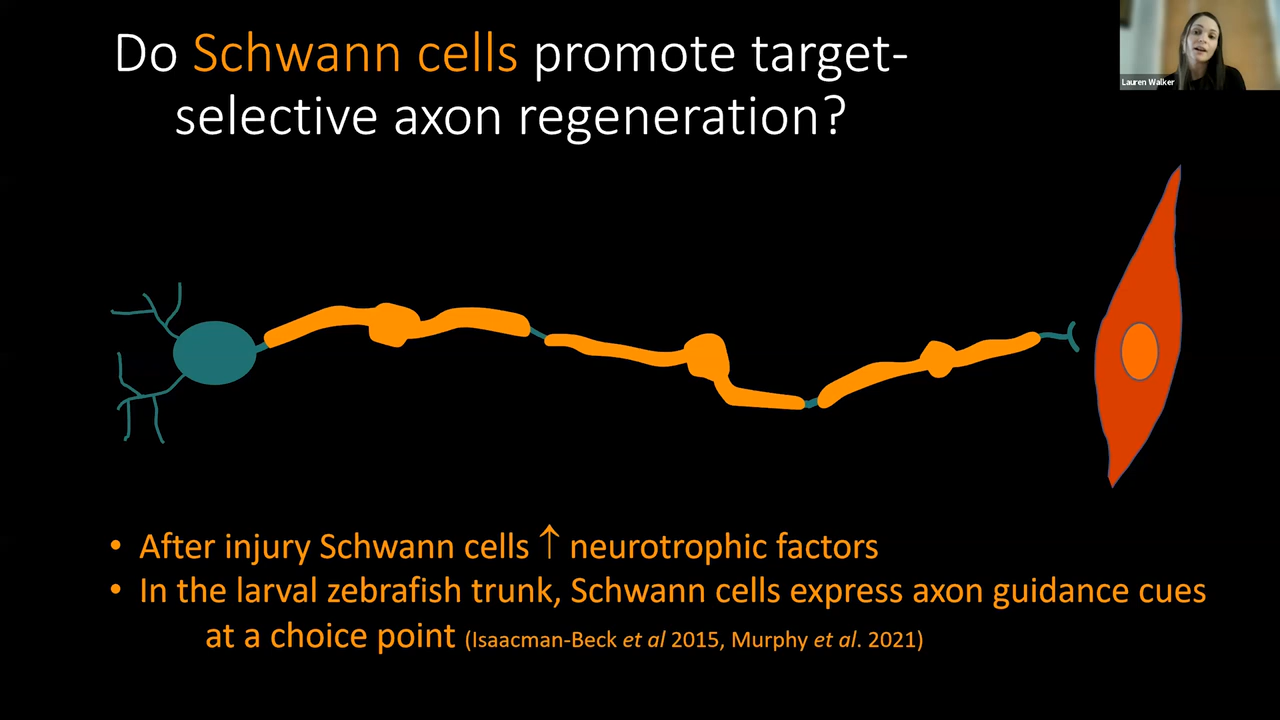 Do Schwann cells promote target-
selective axon regeneration?
Lauren Walker
• After injury Schwann cells ↑ neurotrophic factors
• In the larval zebrafish trunk, Schwann cells express axon guidance cues
at a choice point (Isaacman-Beck et al 2015, Murphy et al. 2021)